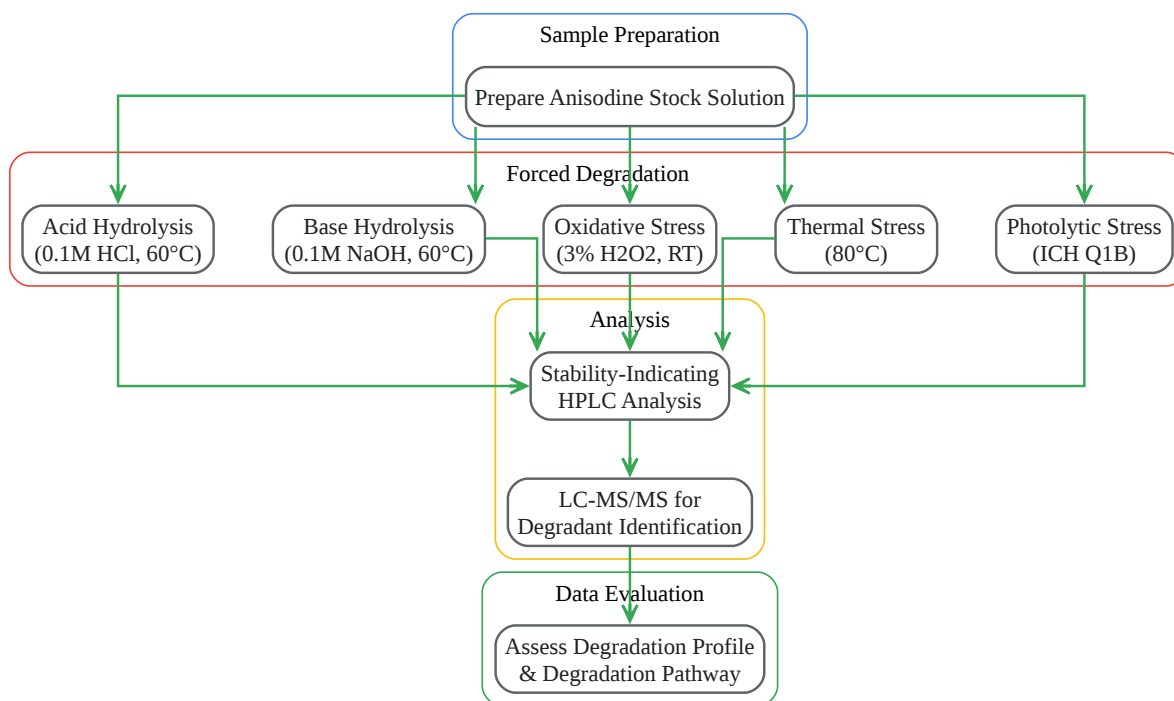 Sample Preparation
Prepare Anisodine Stock Solution
Forced Degradation
Acid Hydrolysis
(0.1M HCl, 60°C)
Base Hydrolysis
(0.1M NaOH, 60°C)
Oxidative Stress
(3% H2O2, RT)
Thermal Stress
(80°C)
Photolytic Stress
(ICH Q1B)
Analysis
Stability-Indicating
HPLC Analysis
LC-MS/MS for
Degradant Identification
Data Evaluation
Assess Degradation Profile
& Degradation Pathway